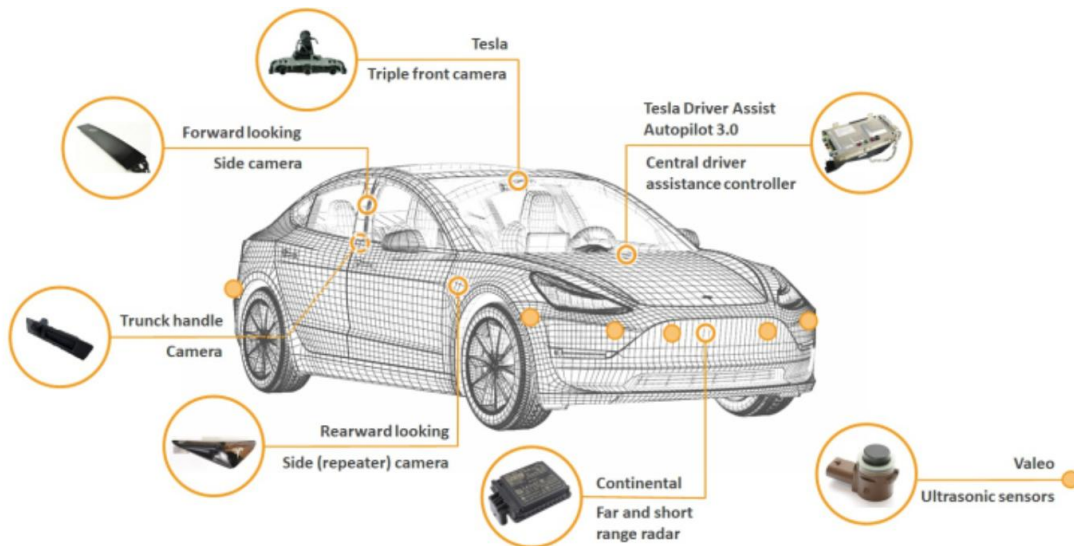 Tesla
Triple front camera
Forward looking
Side camera
Tesla Driver Assist
Autopilot 3.0
Central driver
assistance controller
Trunck handle
Camera
Rearward looking
Side (repeater) camera
Continental
Far and short
range radar
Valeo
Ultrasonic sensors